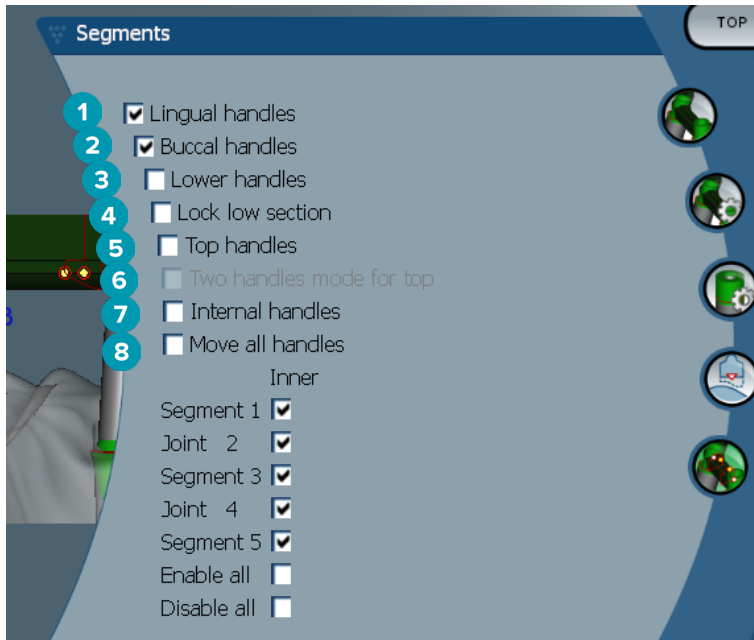 Segments
TOP
1 Lingual handles
2 Buccal handles
3 Lower handles
4 Lock low section
5 Top handles
6 Two handles mode for top
7 Internal handles
8 Move all handles
Inner
Segment 1
Joint 2
Segment 3
Joint 4
Segment 5
Enable all
Disable all